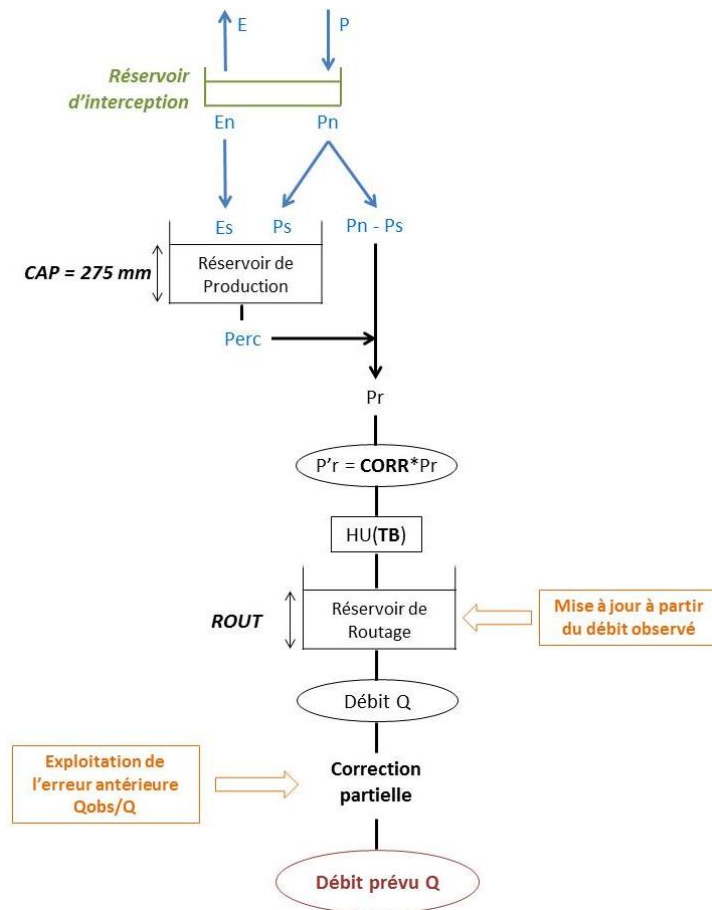 E
P
Réservoir
d'interception
En
Pn
Es
Ps
Pn - Ps
CAP = 275 mm
Réservoir de
Production
Perc
Pr
P'r = CORR*Pr
HU(TB)
ROUT
Réservoir de
Routage
Mise à jour à partir
du débit observé
Débit Q
Exploitation de
l'erreur antérieure
Qobs/Q
Correction
partielle
Débit prévu Q